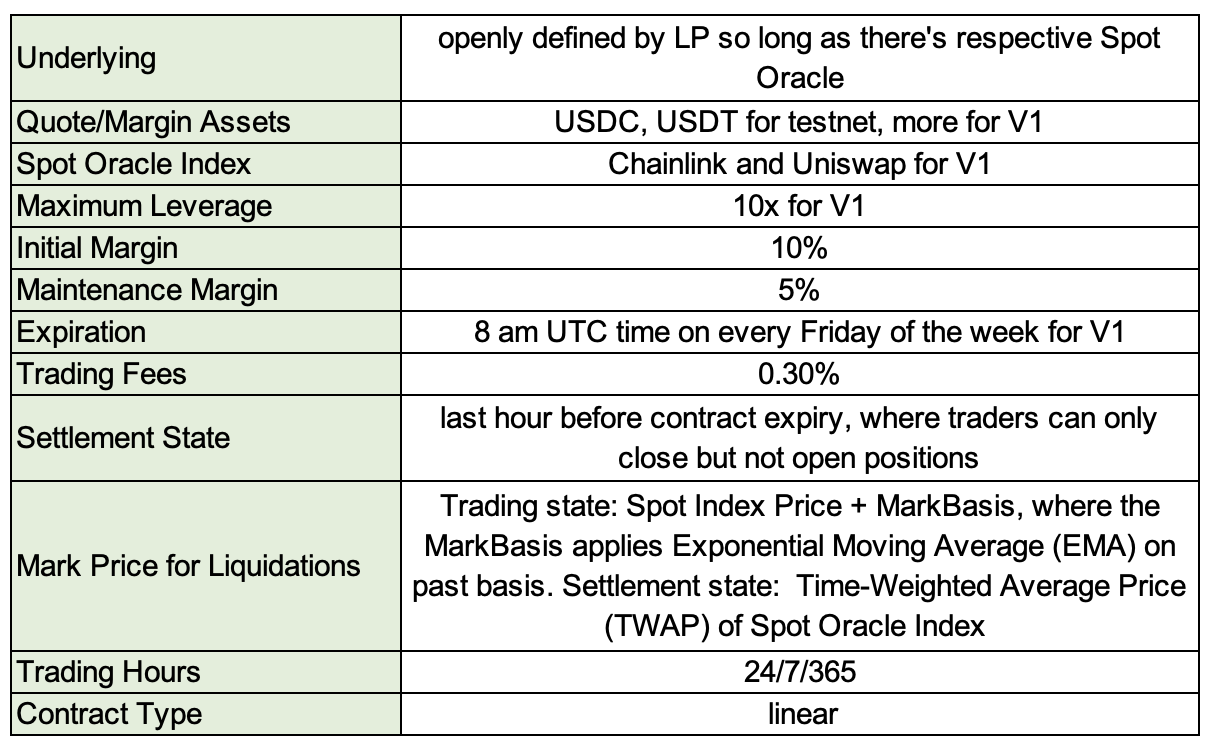 Underlying
openly defined by LP so long as there's respective Spot
Oracle
Quote/Margin Assets
USDC, USDT for testnet, more for V1
Spot Oracle Index
Chainlink and Uniswap for V1
Maximum Leverage
10x for V1
Initial Margin
10%
Maintenance Margin
5%
Expiration
8 am UTC time on every Friday of the week for V1
Trading Fees
0.30%
Settlement State
last hour before contract expiry, where traders can only
close but not open positions
Mark Price for Liquidations
Trading state: Spot Index Price + MarkBasis, where the
MarkBasis applies Exponential Moving Average (EMA) on
past basis. Settlement state:  Time-Weighted Average Price
(TWAP) of Spot Oracle Index
Trading Hours
24/7/365
Contract Type
linear